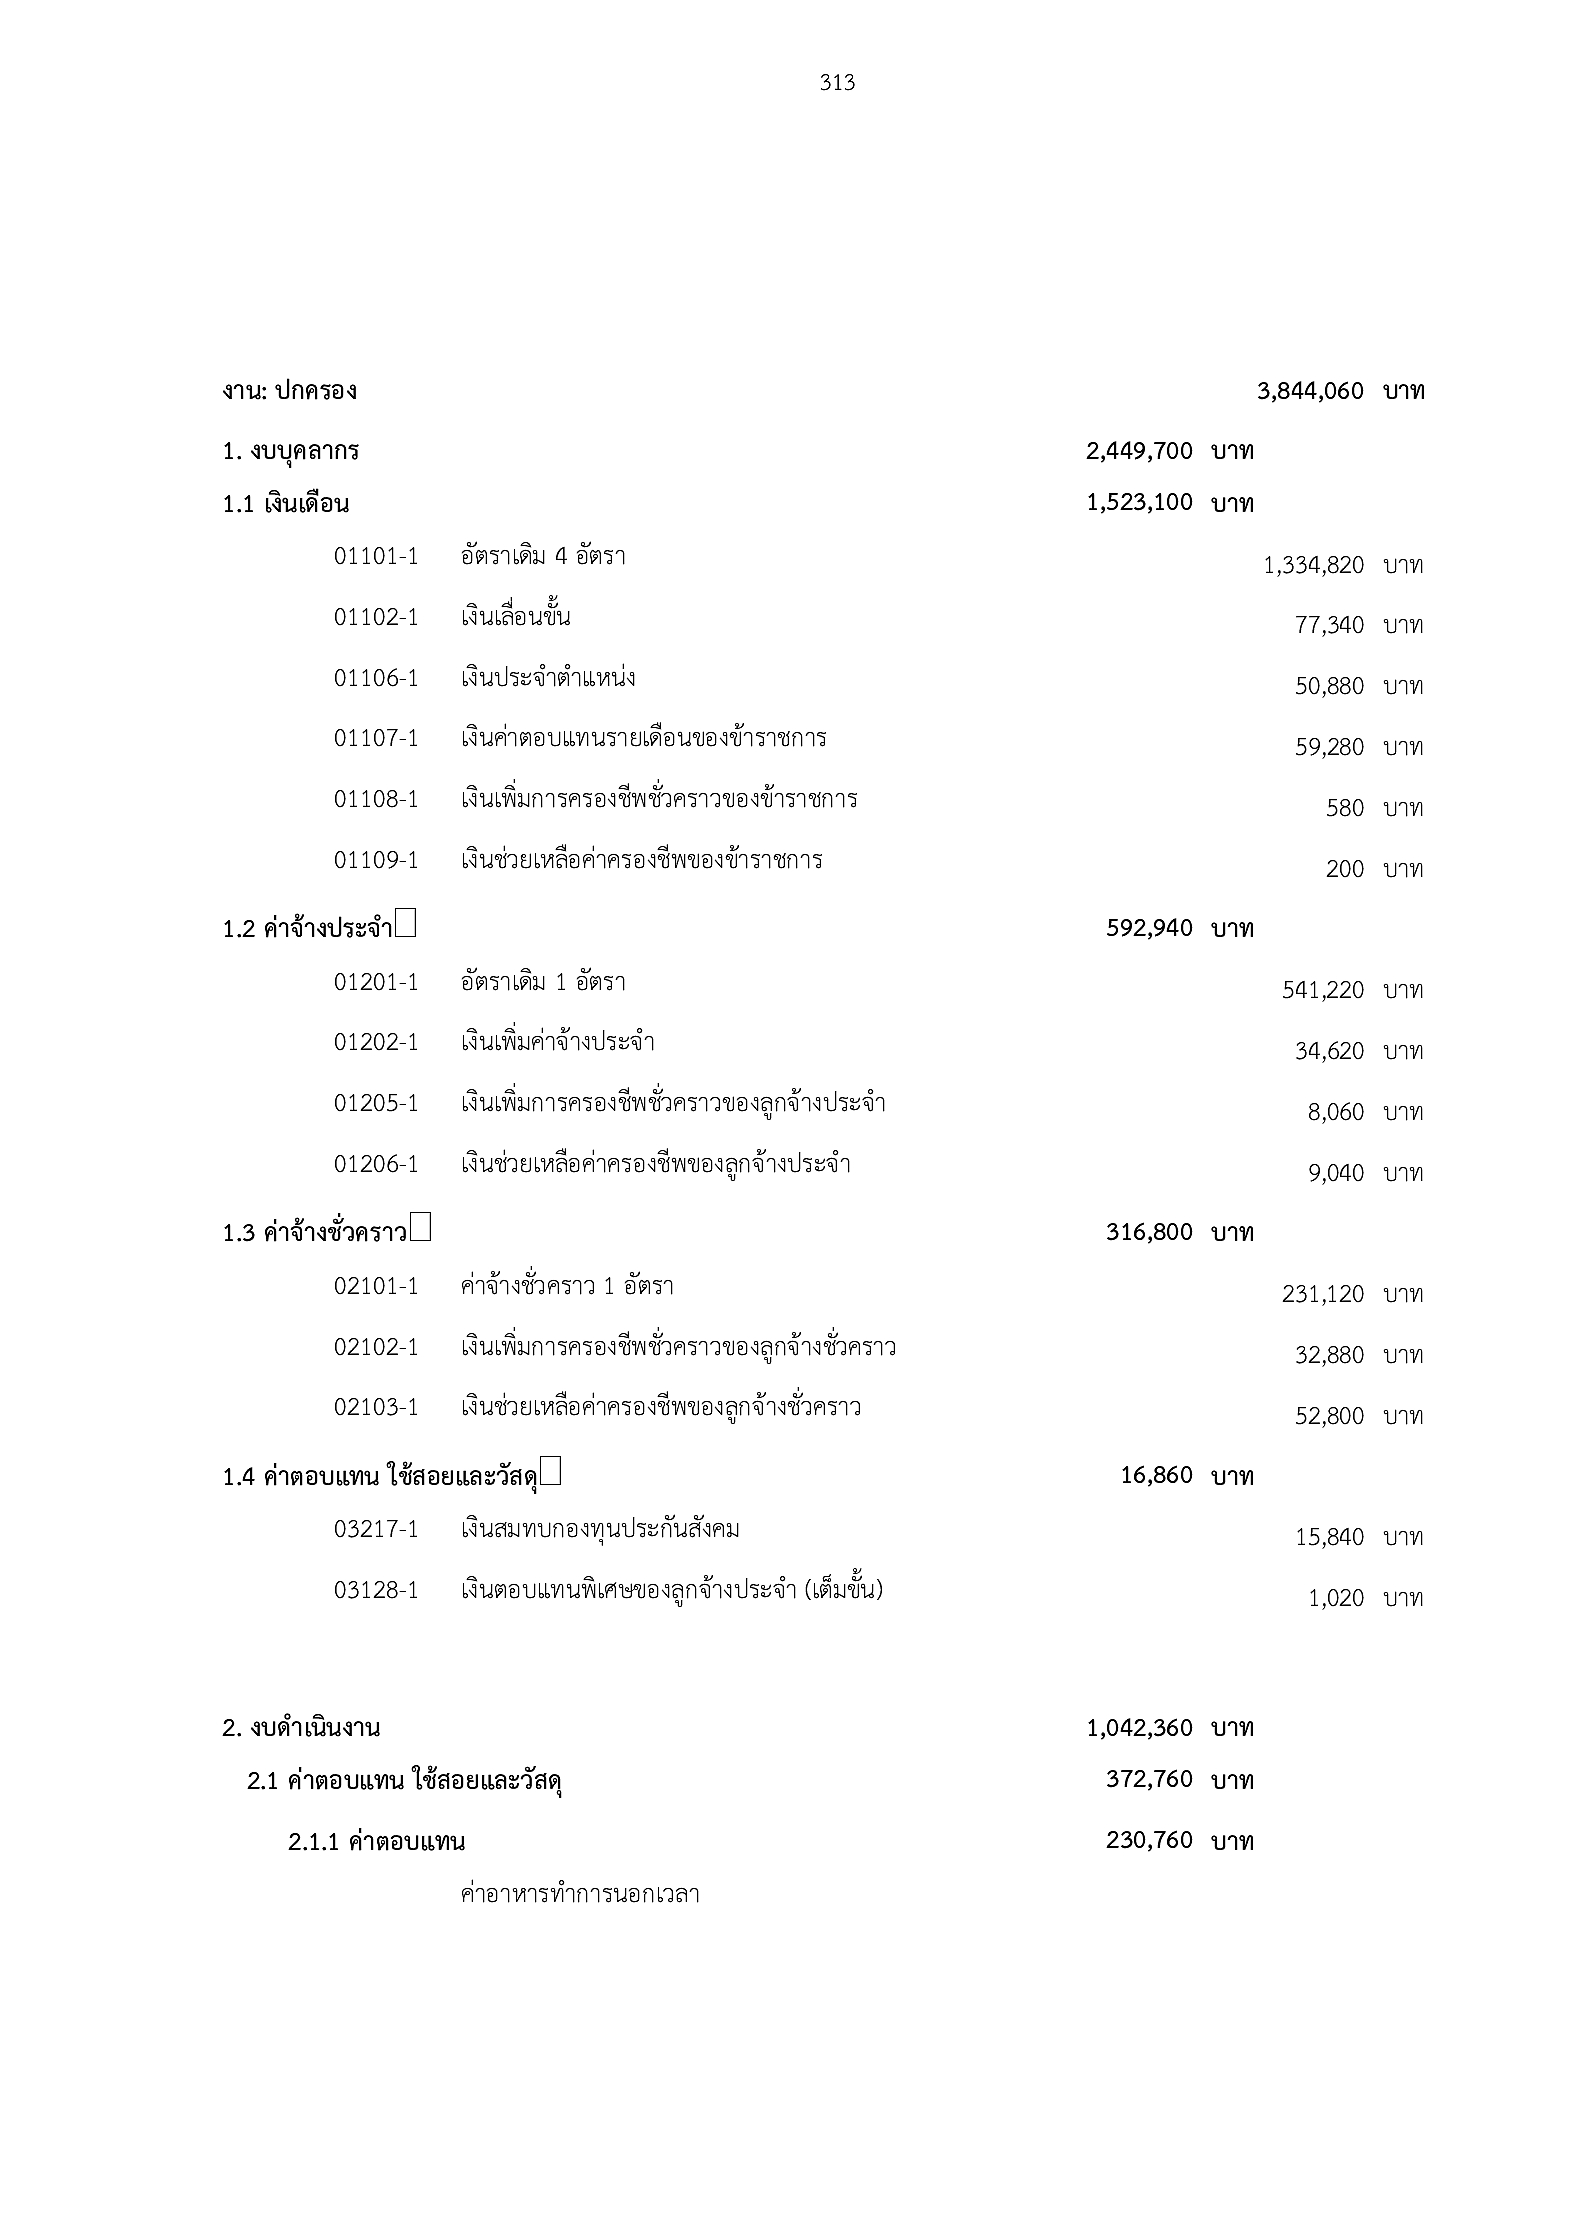 313
งาน: ปกครอง 3,844,060 บาท
1. งบบุคลากร 2,449,700 บาท
1.1 เงินเดือน 1,523,100 บาท
01101-1 อัตราเดิม 4 อัตรา 1,334,820 บาท
01102-1 เงินเลื่อนขั้น 77,340 บาท
01106-1 เงินประจำตำแหน่ง 50,880 บาท
01107-1 เงินค่าตอบแทนรายเดือนของข้าราชการ 59,280 บาท
01108-1 เงินเพิ่มการครองชีพชั่วคราวของข้าราชการ 580 บาท
01109-1 เงินช่วยเหลือค่าครองชีพของข้าราชการ 200 บาท
1.2 ค่าจ้างประจำ 592,940 บาท
01201-1 อัตราเดิม 1 อัตรา 541,220 บาท
01202-1 เงินเพิ่มค่าจ้างประจำ 34,620 บาท
01205-1 เงินเพิ่มการครองชีพชั่วคราวของลูกจ้างประจำ 8,060 บาท
01206-1 เงินช่วยเหลือค่าครองชีพของลูกจ้างประจำ 9,040 บาท
1.3 ค่าจ้างชั่วคราว 316,800 บาท
02101-1 ค่าจ้างชั่วคราว 1 อัตรา 231,120 บาท
02102-1 เงินเพิ่มการครองชีพชั่วคราวของลูกจ้างชั่วคราว 32,880 บาท
02103-1 เงินช่วยเหลือค่าครองชีพของลูกจ้างชั่วคราว 52,800 บาท
1.4 ค่าตอบแทน ใช้สอยและวัสดุ 16,860 บาท
03217-1 เงินสมทบกองทุนประกันสังคม 15,840 บาท
03128-1 เงินตอบแทนพิเศษของลูกจ้างประจำ (เต็มขั้น) 1,020 บาท
2. งบดำเนินงาน 1,042,360 บาท
2.1 ค่าตอบแทน ใช้สอยและวัสดุ 372,760 บาท
2.1.1 ค่าตอบแทน 230,760 บาท
ค่าอาหารทำการนอกเวลา